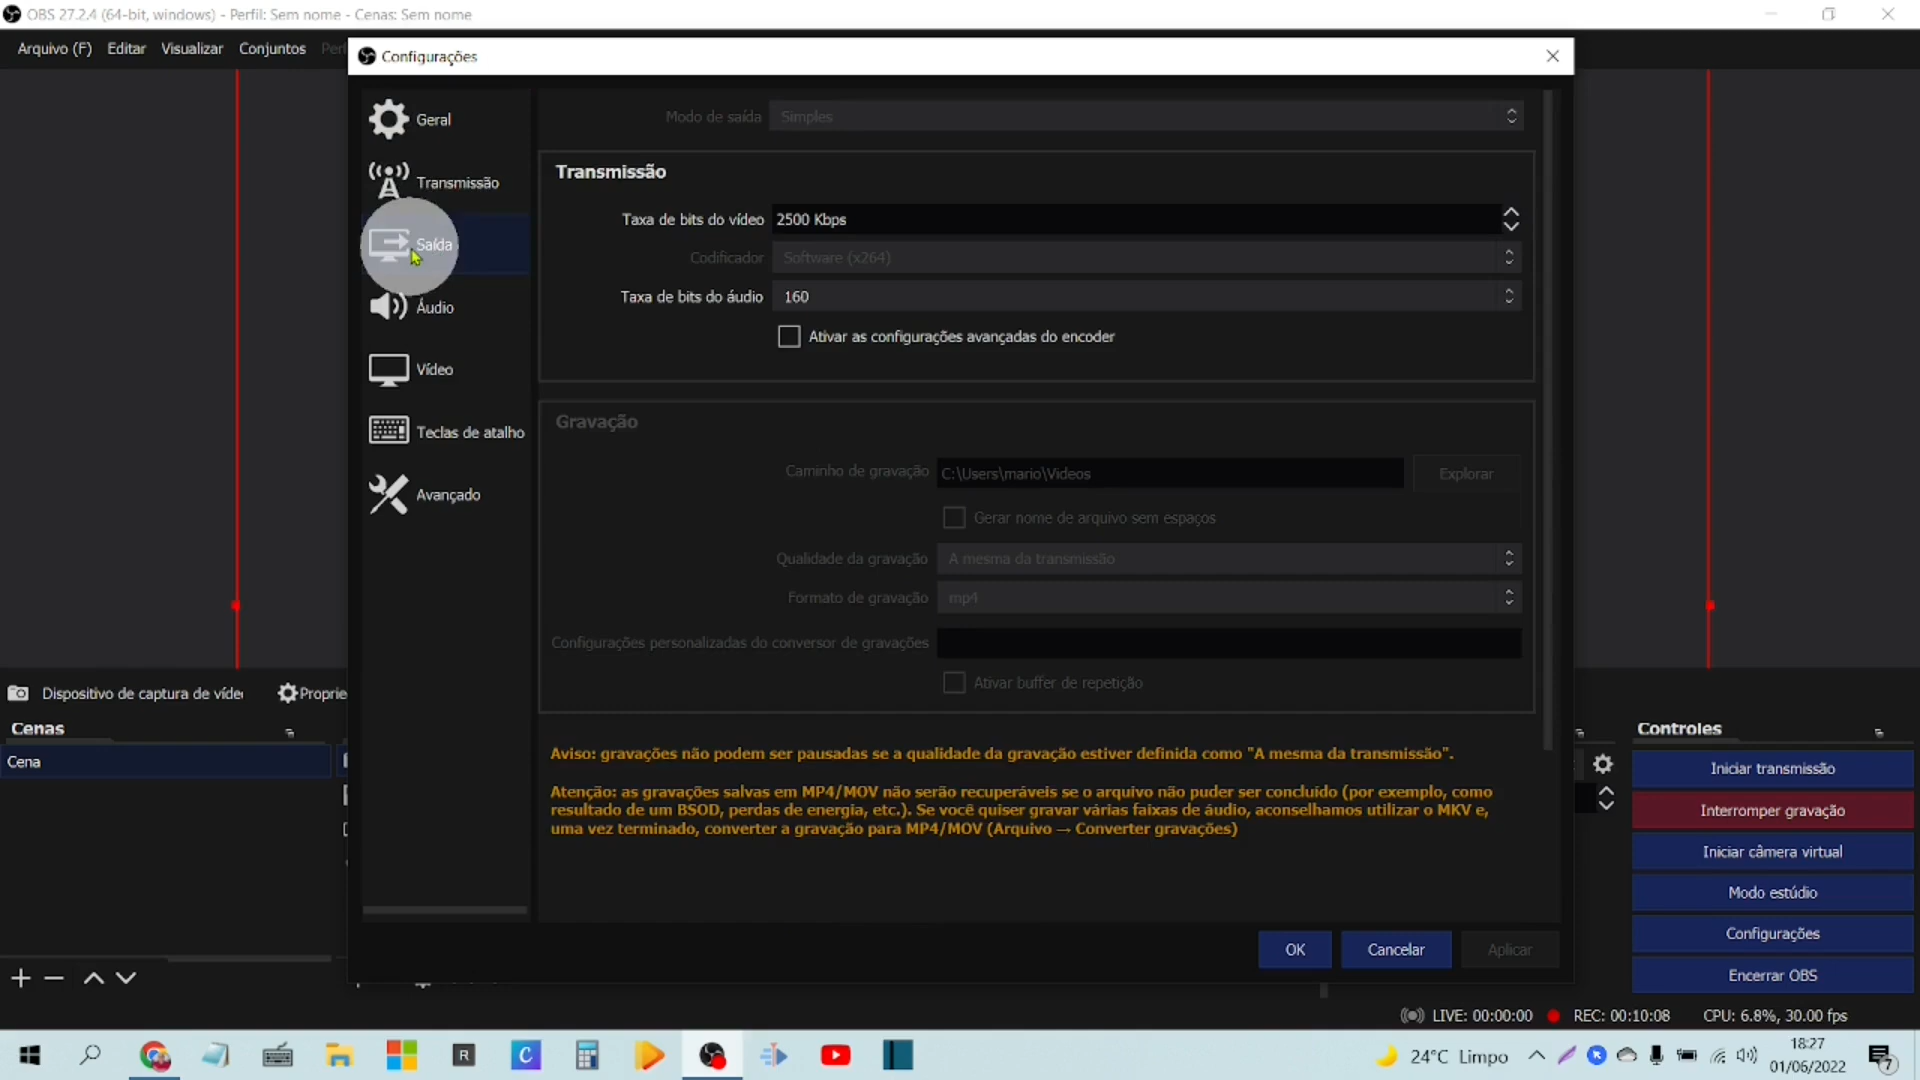 OBS 27.2.4 (64-bit, windows) - Perfil: Sem nome - Cenas: Sem nome
Arquivo (F) Editar Visualizar Conjuntos
Configurações
Geral
Transmissão
Saída
Áudio
Vídeo
Teclas de atalho
Avançado
Modo de saída Simples
Transmissão
Taxa de bits do vídeo 2500 Kbps
Codificador Software (x264)
Taxa de bits do áudio 160
Ativar as configurações avançadas do encoder
Gravação
Caminho de gravação C:\Users\mario\Videos Explorar
Gerar nome de arquivo sem espaços
Qualidade da gravação A mesma da transmissão
Formato de gravação mp4
Configurações personalizadas do conversor de gravações
Ativar buffer de repetição
Aviso: gravações não podem ser pausadas se a qualidade da gravação estiver definida como "A mesma da transmissão".
Atenção: as gravações salvas em MP4/MOV não serão recuperáveis se o arquivo não puder ser concluído (por exemplo, como
resultado de um BSOD, perdas de energia, etc.). Se você quiser gravar várias faixas de áudio, aconselhamos utilizar o MKV e,
uma vez terminado, converter a gravação para MP4/MOV (Arquivo → Converter gravações)
OK Cancelar Aplicar
Dispositivo de captura de víde Proprie
Cenas
Cena
Controles
Iniciar transmissão
Interromper gravação
Iniciar câmera virtual
Modo estúdio
Configurações
Encerrar OBS
LIVE: 00:00:00 REC: 00:10:08 CPU: 6.8%, 30.00 fps
R C 24°C Limpo
18:27
01/06/2022
7